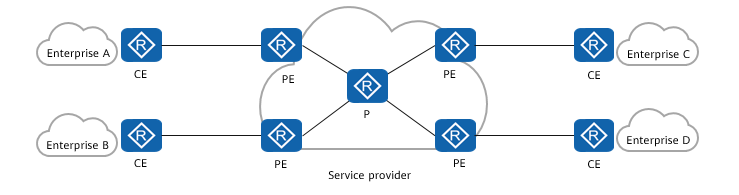 Enterprise A
R
R
R
R
Enterprise C
CE
PE
PE
CE
R
P
Enterprise B
R
R
R
R
Enterprise D
CE
PE
PE
CE
Service provider